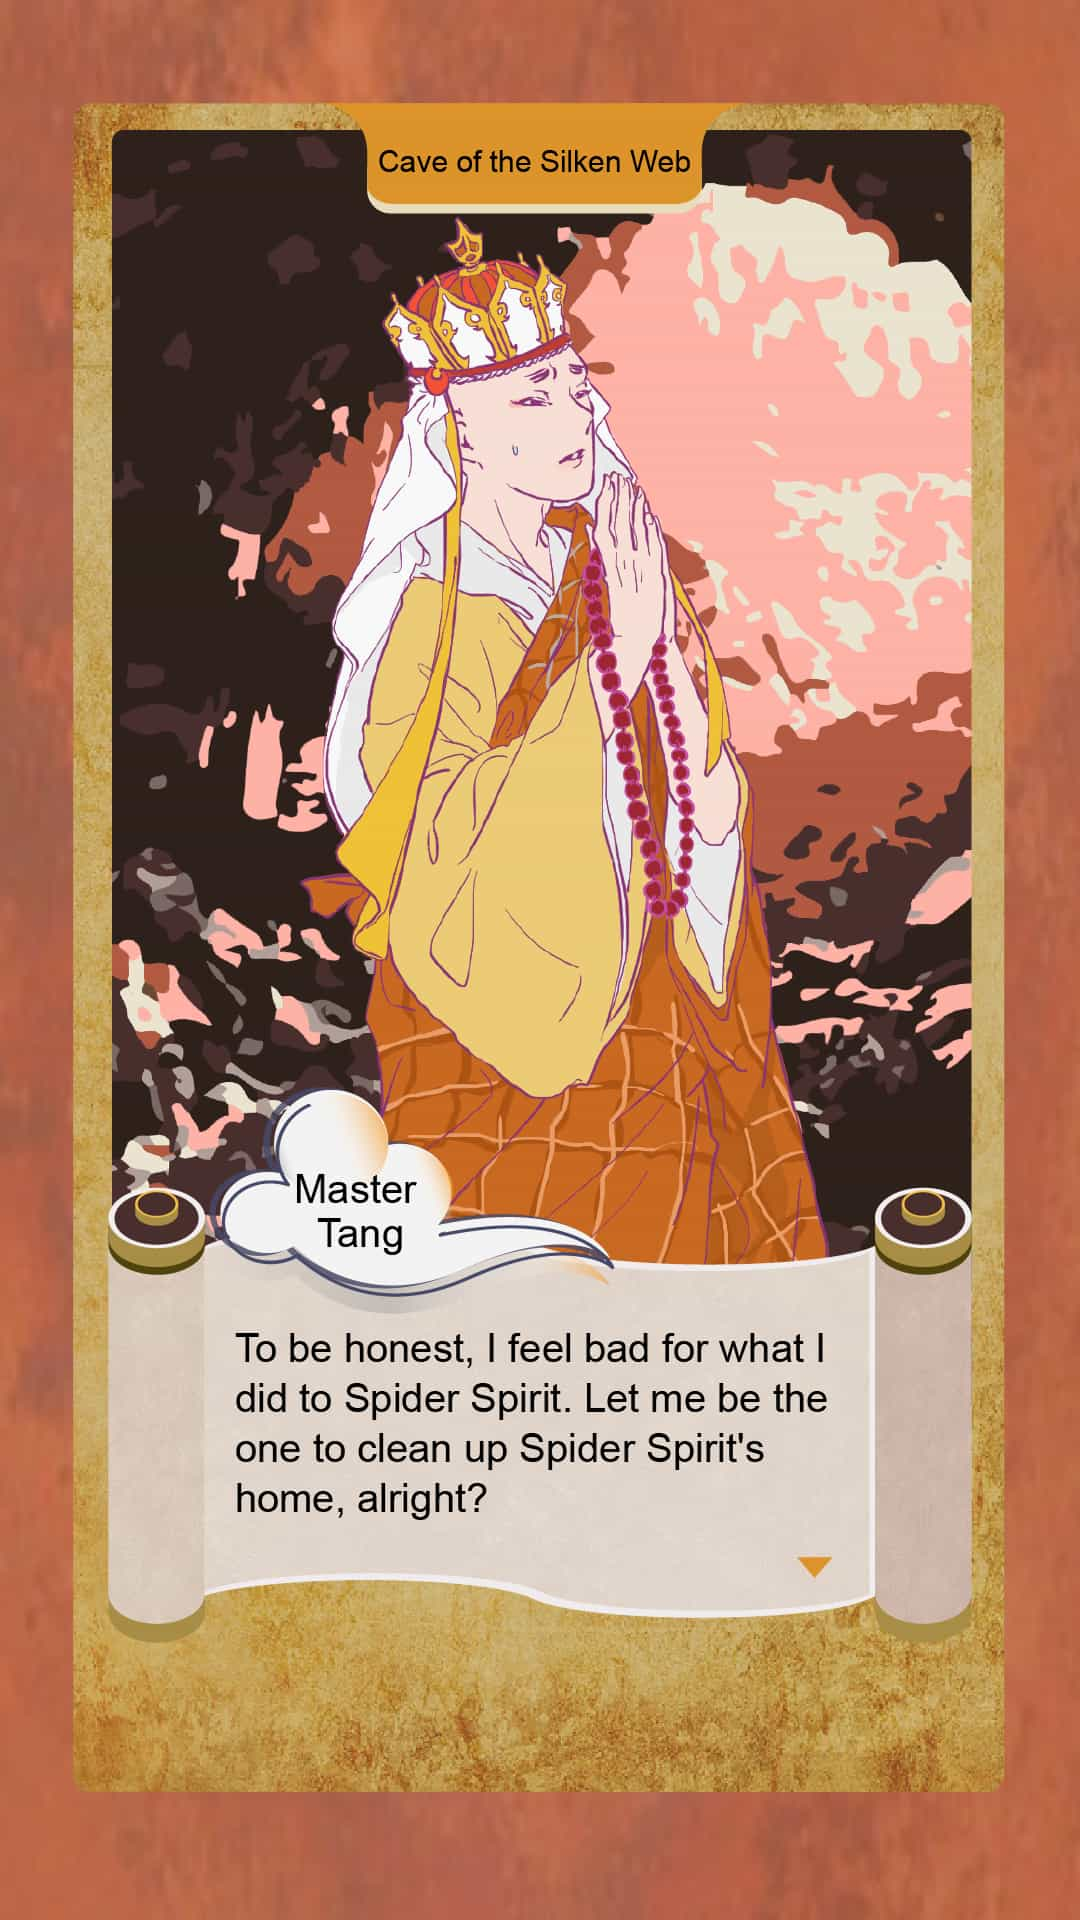 Cave of the Silken Web
Master
Tang
To be honest, I feel bad for what I
did to Spider Spirit. Let me be the
one to clean up Spider Spirit's
home, alright?